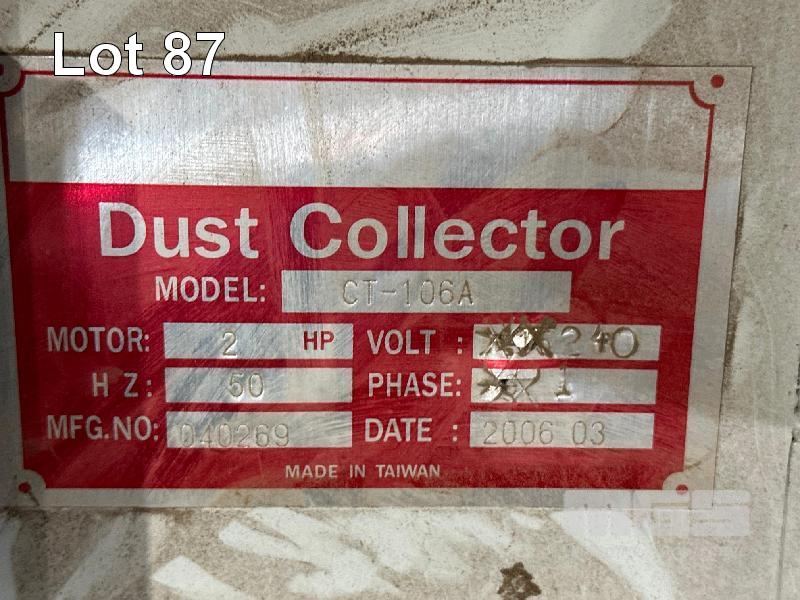 Lot 87
Dust Collector
MODEL: CT-106A
MOTOR: 2 HP VOLT : 240
HZ: 50 PHASE: 1
MFG.NO: 040269 DATE : 2006 03
MADE IN TAIWAN